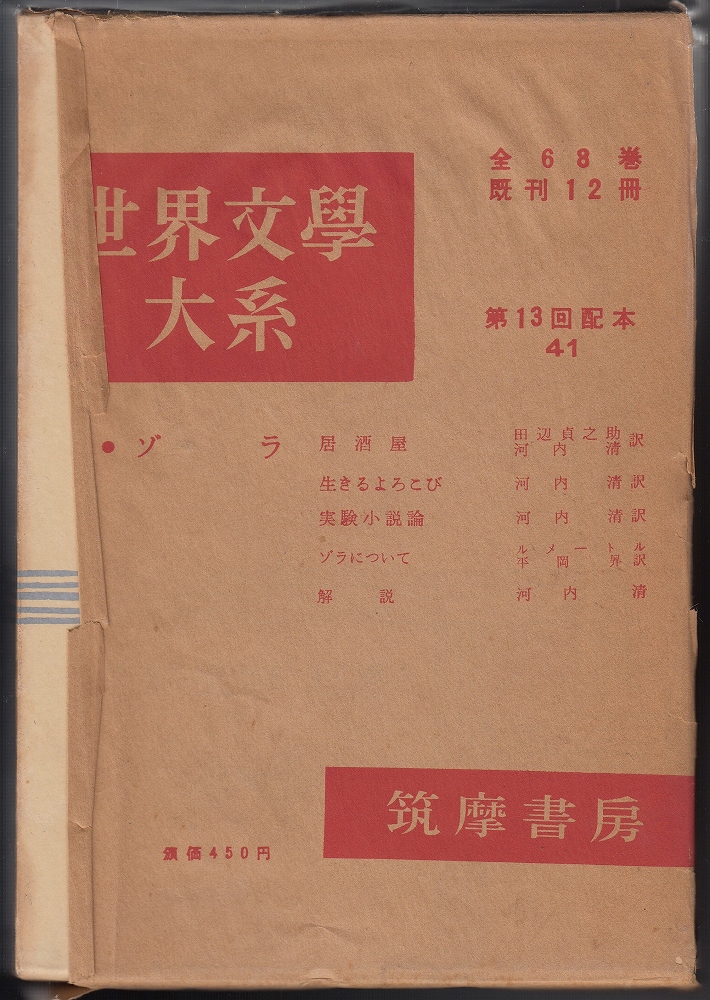 世界文學
大系
全68巻
既刊12冊
第13回配本
41
●ゾラ 居酒屋 田辺貞之助 河内清 訳
生きるよろこび 河内清訳
実験小説論 河内清訳
ゾラについて ルメートル 平岡昇訳
解説 河内清
筑摩書房
頒価450円